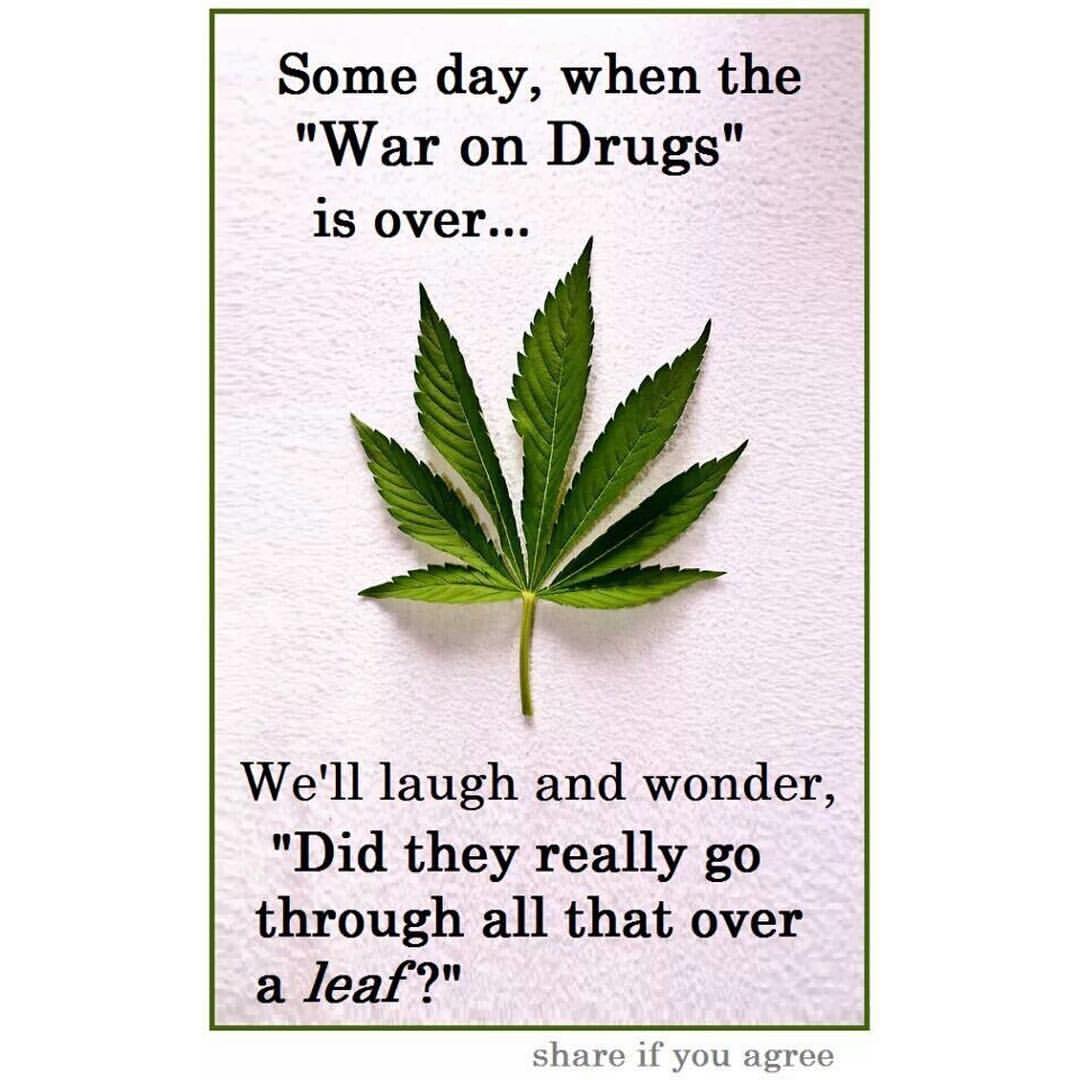 Some day, when the
"War on Drugs"
is over...
We'll laugh and wonder,
"Did they really go
through all that over
a leaf?"
share if you agree